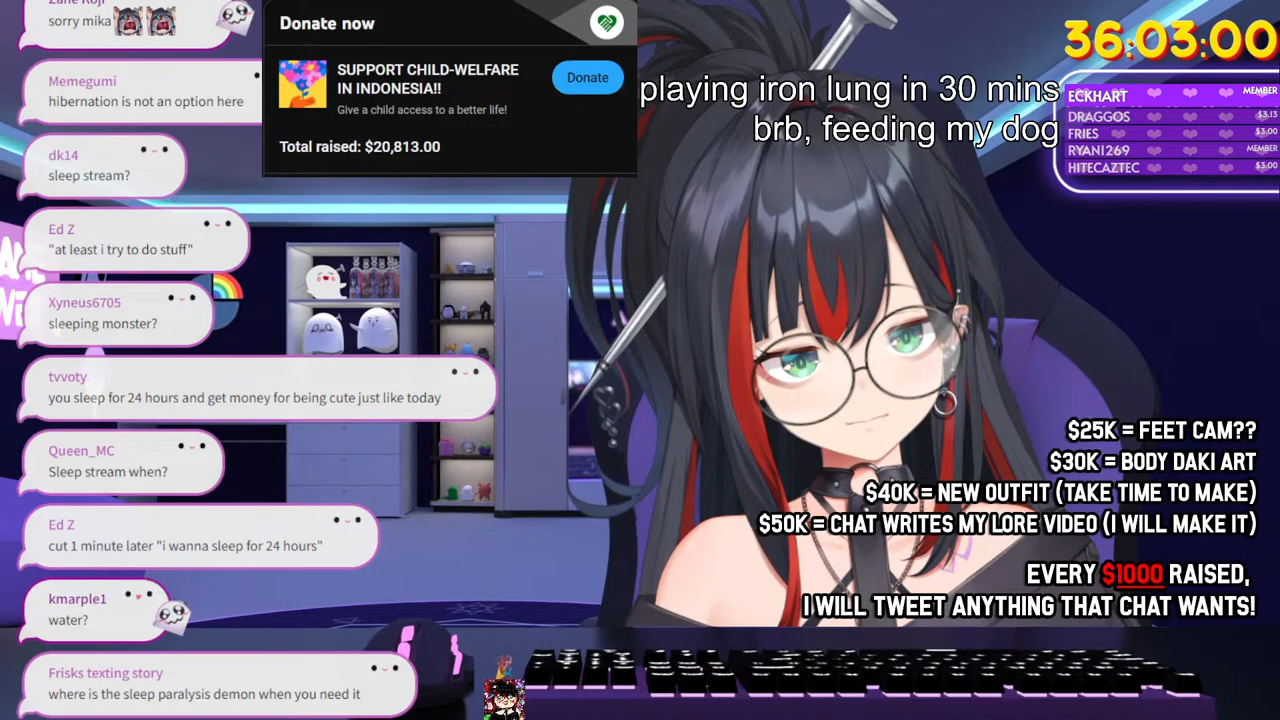 Zane Koji
sorry mika
Memegumi
hibernation is not an option here
dk14
sleep stream?
Ed Z
"at least i try to do stuff"
Xyneus6705
sleeping monster?
tvvoty
you sleep for 24 hours and get money for being cute just like today
Queen_MC
Sleep stream when?
Ed Z
cut 1 minute later "i wanna sleep for 24 hours"
kmarple1
water?
Frisks texting story
where is the sleep paralysis demon when you need it
Donate now
SUPPORT CHILD-WELFARE
IN INDONESIA!!
Give a child access to a better life!
Donate
Total raised: $20,813.00
playing iron lung in 30 mins
brb, feeding my dog
36:03:00
ECKHART MEMBER
DRAGGOS $3.13
FRIES $3.00
RYAN1269 MEMBER
HITECAZTEC $3.00
$25K = FEET CAM??
$30K = BODY DAKI ART
$40K = NEW OUTFIT (TAKE TIME TO MAKE)
$50K = CHAT WRITES MY LORE VIDEO (I WILL MAKE IT)
EVERY $1000 RAISED,
I WILL TWEET ANYTHING THAT CHAT WANTS!